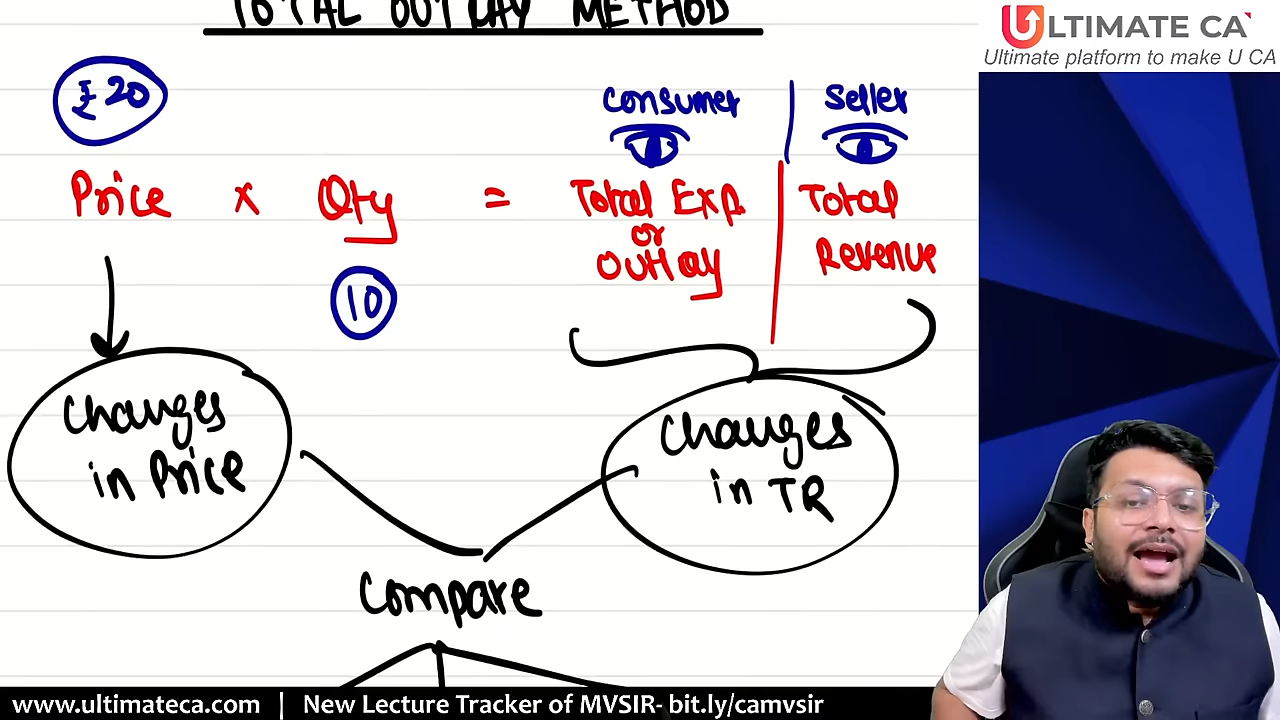 TOTAL OUTLAY METHOD
ULTIMATE CA
Ultimate platform to make U CA
₹20
Consumer | Seller
Price x Qty = Total Exp. or Outlay | Total Revenue
10
Changes in Price
Changes in TR
Compare
www.ultimateca.com | New Lecture Tracker of MVSIR- bit.ly/camvsir